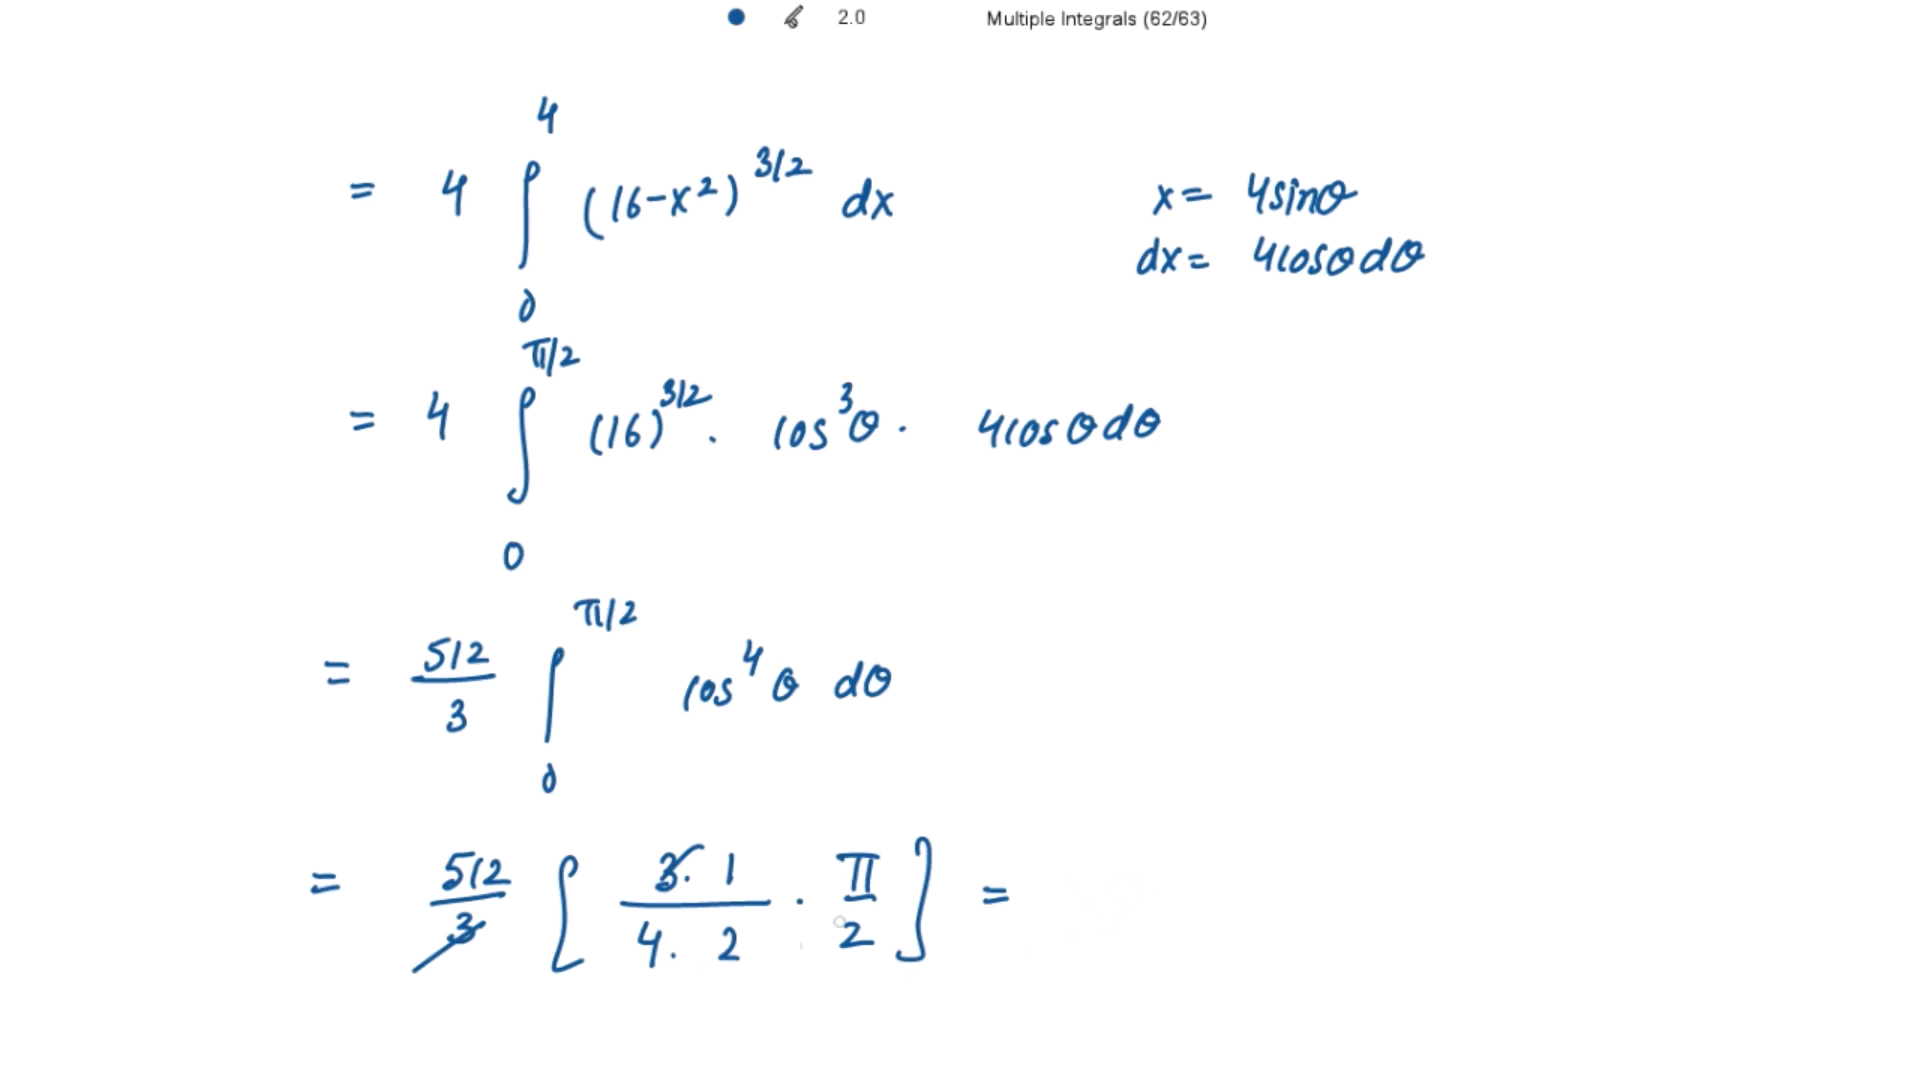 2.0 Multiple Integrals (62/63)
= 4 ∫₀⁴ (16-x²)^3/2 dx x = 4sinθ
dx = 4cosθdθ
= 4 ∫₀^π/2 (16)^3/2 . cos³θ . 4cosθdθ
= 512/3 ∫₀^π/2 cos⁴θ dθ
= 512/3 [ 3.1/4.2 . π/2 ] =